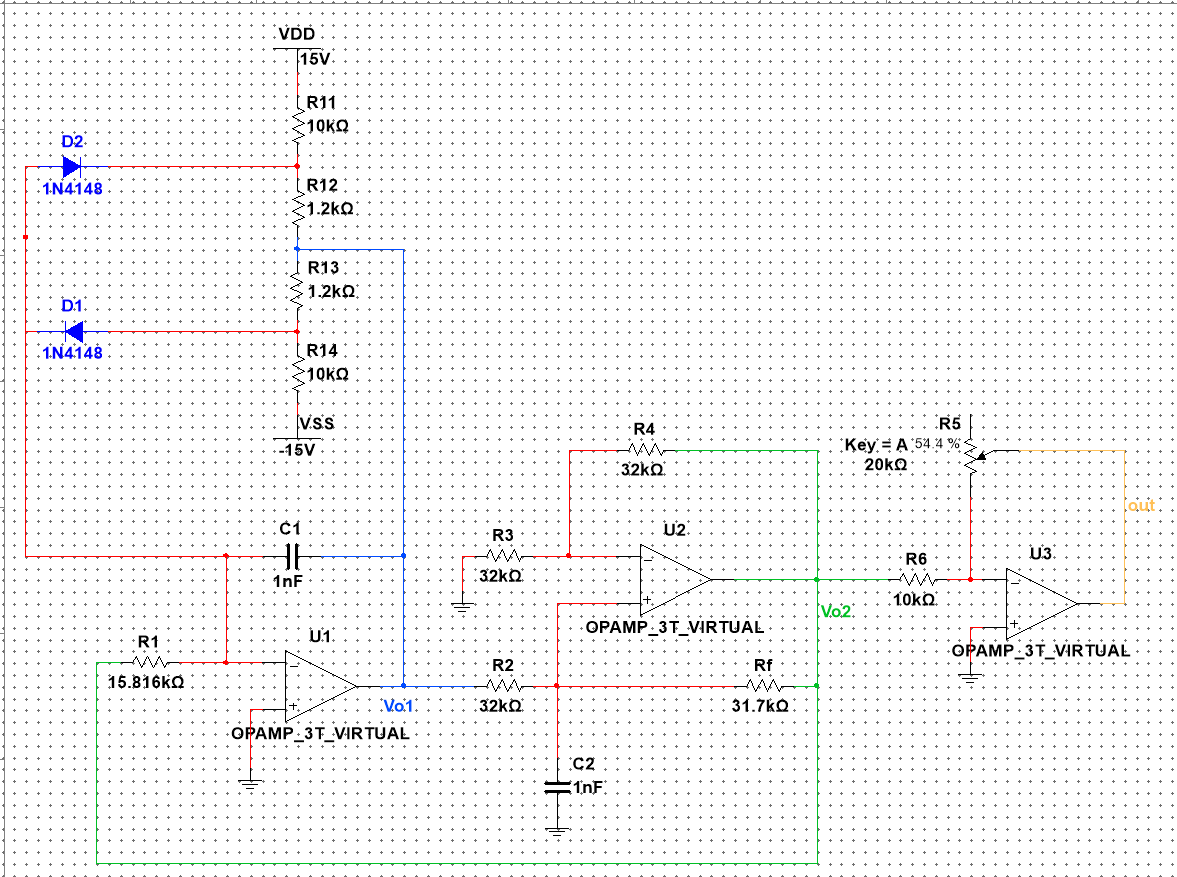 VDD
15V
R11
10kΩ
D2
1N4148
R12
1.2kΩ
R13
1.2kΩ
D1
1N4148
R14
10kΩ
VSS
-15V
R4
32kΩ
R5
Key = A 54.4 %
20kΩ
out
C1
1nF
R3
32kΩ
U2
−
+
OPAMP_3T_VIRTUAL
Vo2
R6
10kΩ
U3
−
+
OPAMP_3T_VIRTUAL
R1
15.816kΩ
U1
−
+
OPAMP_3T_VIRTUAL
Vo1
R2
32kΩ
Rf
31.7kΩ
C2
1nF